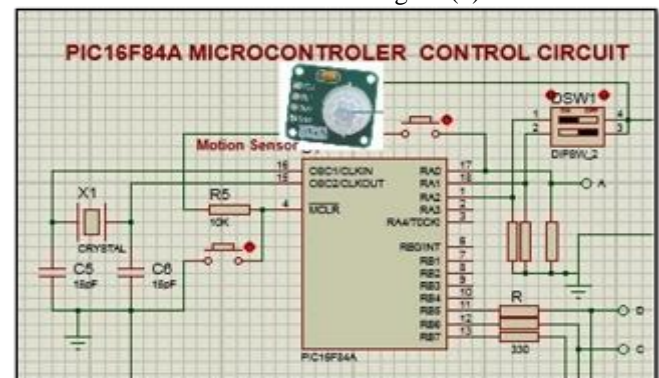 PIC16F84A MICROCONTROLER CONTROL CIRCUIT
DSW1
1
2
4
3
DIPSW_2
Motion Sensor
16
15
4
OSC1/CLKIN
OSC2/CLKOUT
MCLR
RA0
RA1
RA2
RA3
RA4/T0CKI
RB0/INT
RB1
RB2
RB3
RB4
RB5
RB6
RB7
17
18
1
2
3
6
7
8
9
10
11
12
13
PIC16F84A
X1
CRYSTAL
R5
10K
C5
15pF
C6
15pF
R
330
A
D
C